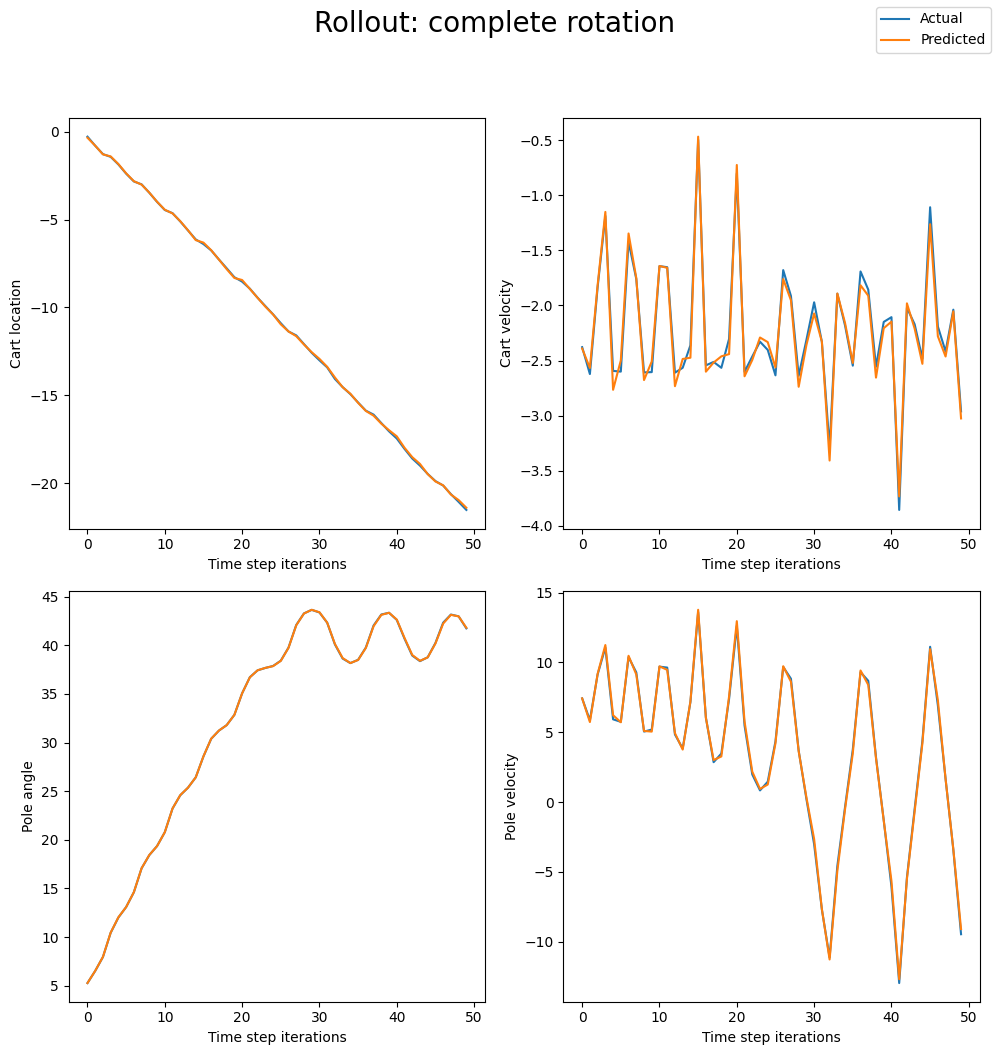 Rollout: complete rotation
Actual
Predicted
0
−5
−10
−15
−20
Cart location
0 10 20 30 40 50
Time step iterations
−0.5
−1.0
−1.5
−2.0
−2.5
−3.0
−3.5
−4.0
Cart velocity
0 10 20 30 40 50
Time step iterations
45
40
35
30
25
20
15
10
5
Pole angle
0 10 20 30 40 50
Time step iterations
15
10
5
0
−5
−10
Pole velocity
0 10 20 30 40 50
Time step iterations